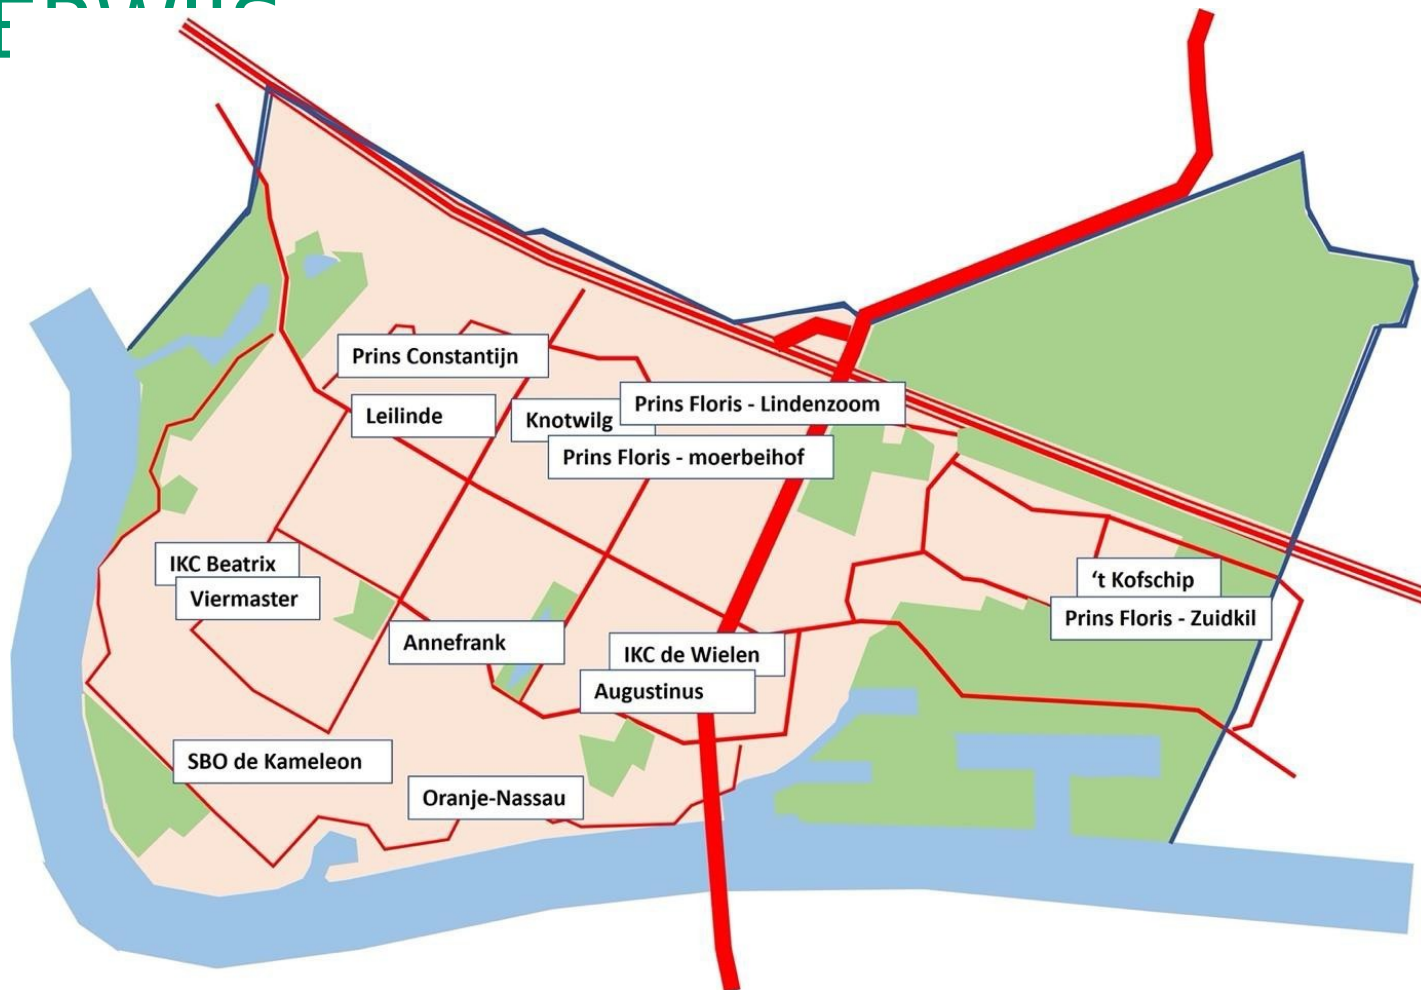 Prins Constantijn
Leilinde
Knotwilg
Prins Floris - Lindenzoom
Prins Floris - moerbeihof
IKC Beatrix
Viermaster
‘t Kofschip
Prins Floris - Zuidkil
Annefrank
IKC de Wielen
Augustinus
SBO de Kameleon
Oranje-Nassau